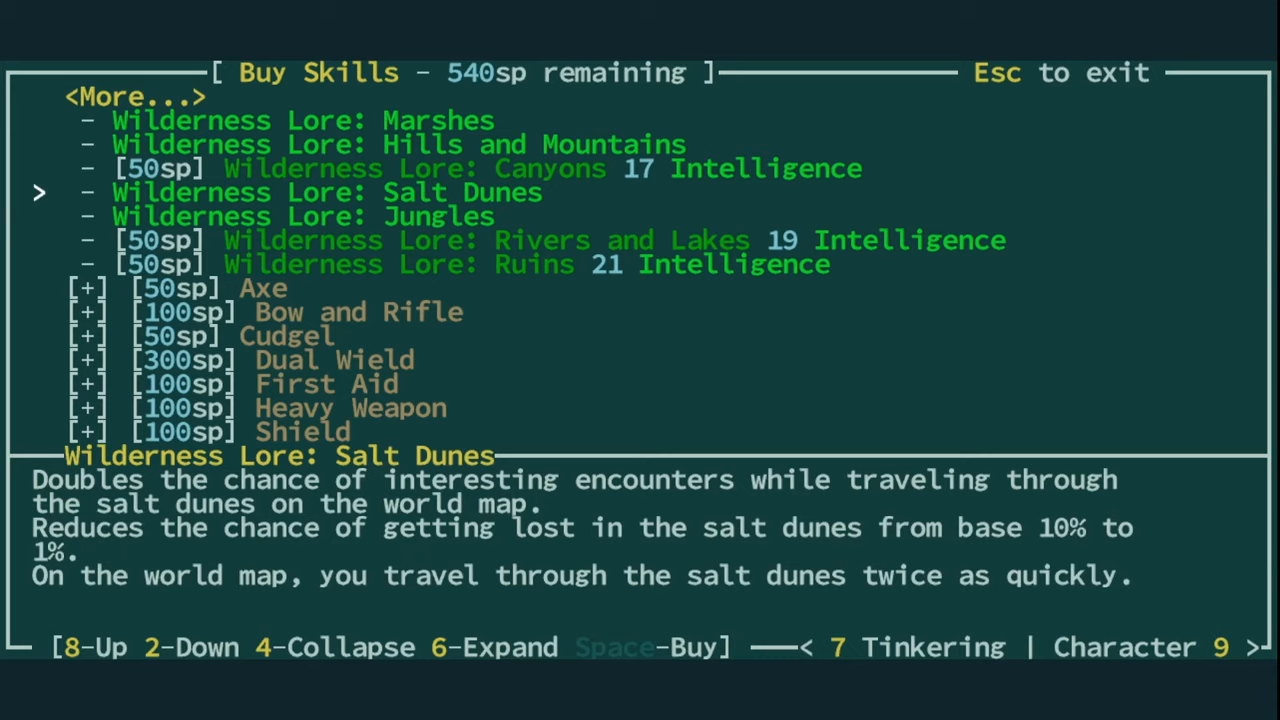 [ Buy Skills - 540sp remaining ] Esc to exit
<More...>
- Wilderness Lore: Marshes
- Wilderness Lore: Hills and Mountains
- [50sp] Wilderness Lore: Canyons 17 Intelligence
> - Wilderness Lore: Salt Dunes
- Wilderness Lore: Jungles
- [50sp] Wilderness Lore: Rivers and Lakes 19 Intelligence
- [50sp] Wilderness Lore: Ruins 21 Intelligence
[+] [50sp] Axe
[+] [100sp] Bow and Rifle
[+] [50sp] Cudgel
[+] [300sp] Dual Wield
[+] [100sp] First Aid
[+] [100sp] Heavy Weapon
[+] [100sp] Shield
Wilderness Lore: Salt Dunes
Doubles the chance of interesting encounters while traveling through
the salt dunes on the world map.
Reduces the chance of getting lost in the salt dunes from base 10% to
1%.
On the world map, you travel through the salt dunes twice as quickly.
[8-Up 2-Down 4-Collapse 6-Expand Space-Buy] < 7 Tinkering | Character 9 >